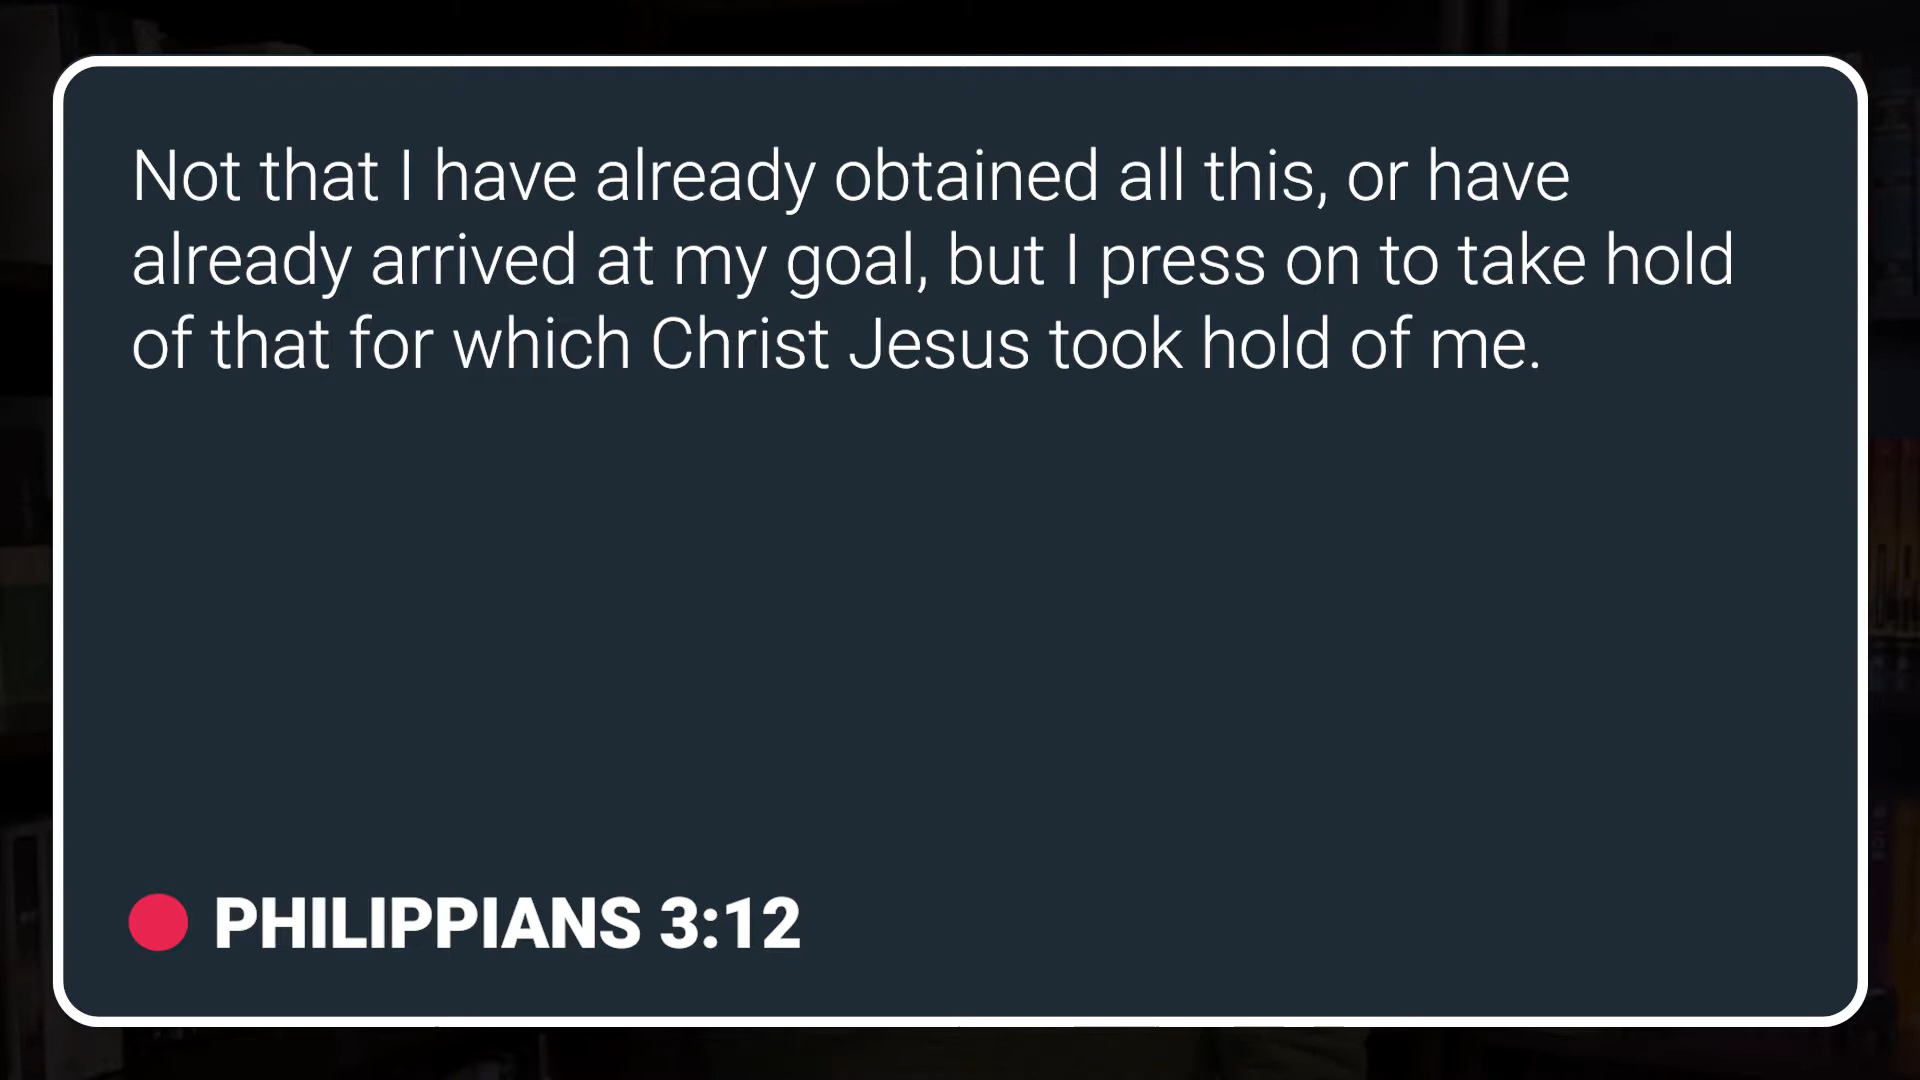 Not that I have already obtained all this, or have
already arrived at my goal, but I press on to take hold
of that for which Christ Jesus took hold of me.
PHILIPPIANS 3:12